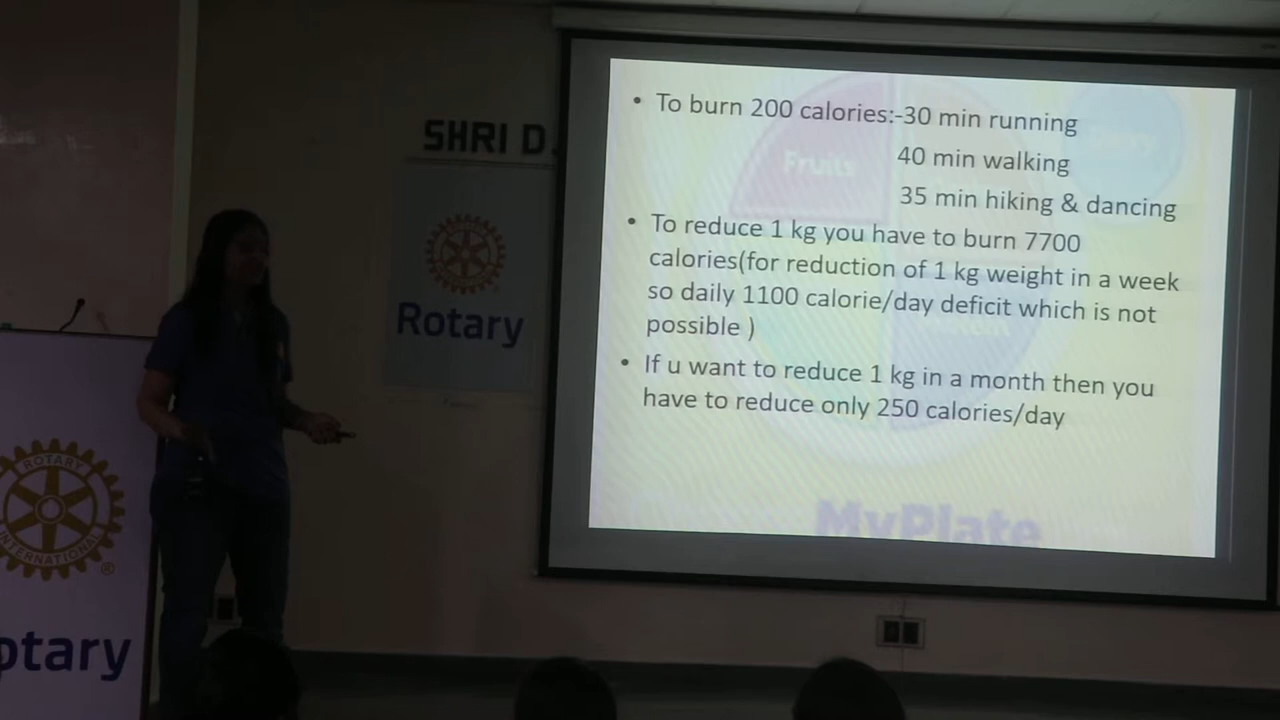 SHRI D.
Rotary
ROTARY
INTERNATIONAL
®
otary
• To burn 200 calories:-30 min running
40 min walking
35 min hiking & dancing
• To reduce 1 kg you have to burn 7700
calories(for reduction of 1 kg weight in a week
so daily 1100 calorie/day deficit which is not
possible )
• If u want to reduce 1 kg in a month then you
have to reduce only 250 calories/day
Fruits
MyPlate